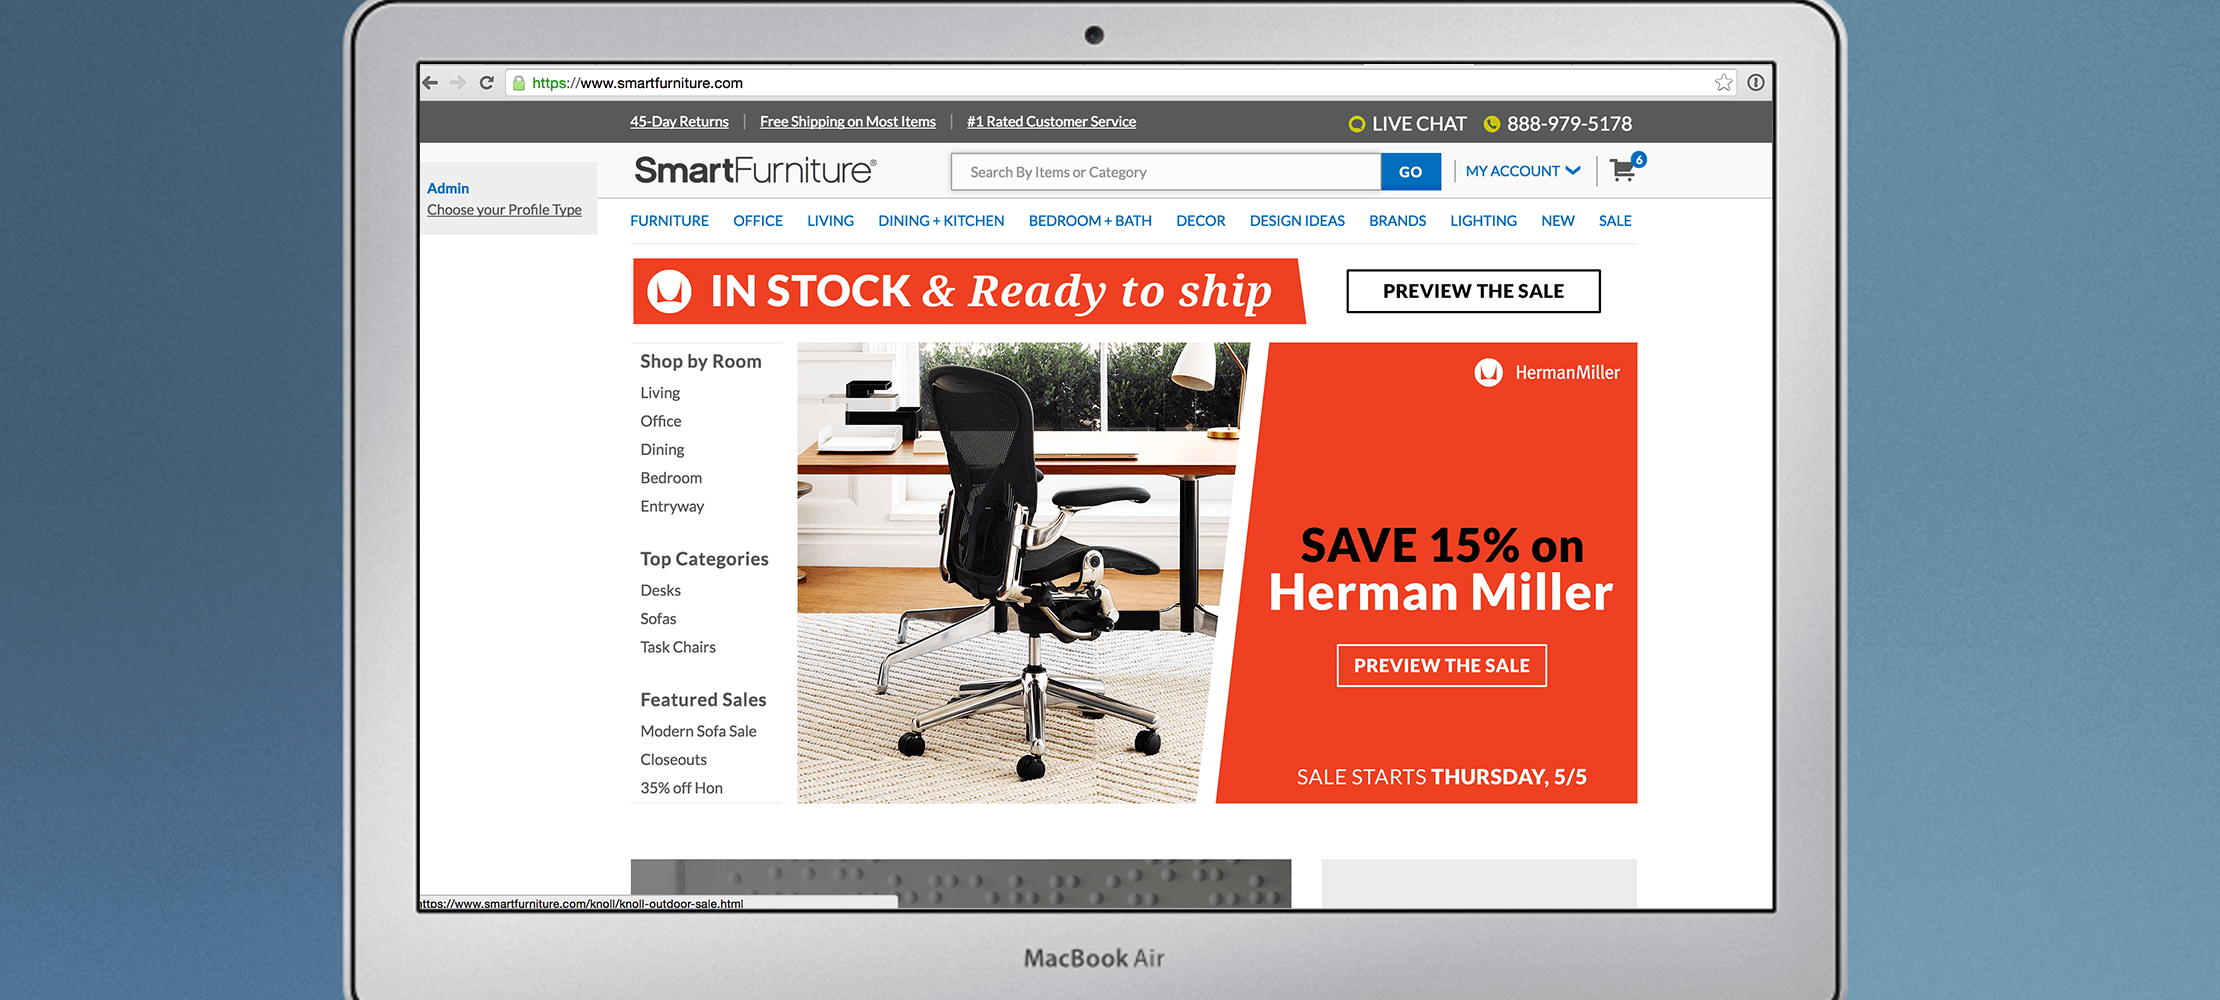 https://www.smartfurniture.com
45-Day Returns | Free Shipping on Most Items | #1 Rated Customer Service
LIVE CHAT 888-979-5178
Admin
Choose your Profile Type
SmartFurniture®
Search By Items or Category
GO
MY ACCOUNT
6
FURNITURE OFFICE LIVING DINING + KITCHEN BEDROOM + BATH DECOR DESIGN IDEAS BRANDS LIGHTING NEW SALE
IN STOCK & Ready to ship
PREVIEW THE SALE
Shop by Room
Living
Office
Dining
Bedroom
Entryway
Top Categories
Desks
Sofas
Task Chairs
Featured Sales
Modern Sofa Sale
Closeouts
35% off Hon
HermanMiller
SAVE 15% on
Herman Miller
PREVIEW THE SALE
SALE STARTS THURSDAY, 5/5
https://www.smartfurniture.com/knoll/knoll-outdoor-sale.html
MacBook Air